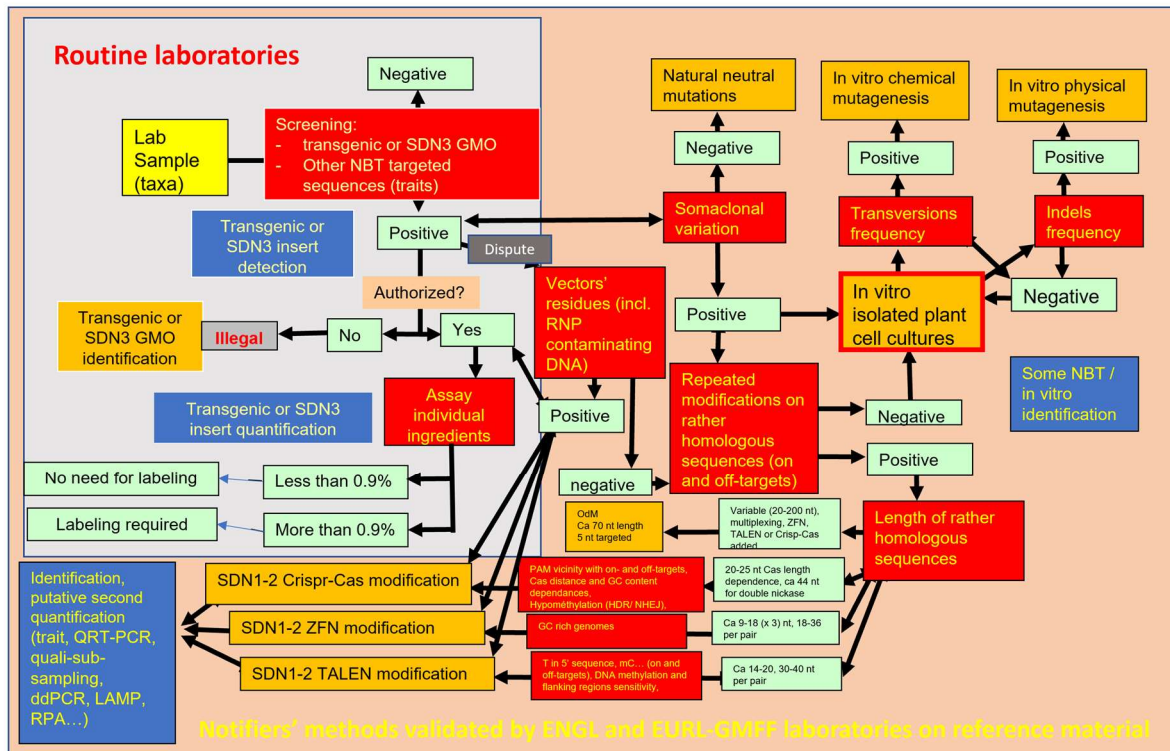 Routine laboratories
Negative
Lab
Sample
(taxa)
Screening:
- transgenic or SDN3 GMO
- Other NBT targeted
sequences (traits)
Transgenic or
SDN3 insert
detection
Positive
Dispute
Authorized?
Transgenic or
SDN3 GMO
identification
Illegal
No
Yes
Transgenic or SDN3
insert quantification
Assay
individual
ingredients
No need for labeling
Less than 0.9%
Labeling required
More than 0.9%
Natural neutral
mutations
Negative
Somaclonal
variation
Positive
In vitro chemical
mutagenesis
Positive
Transversions
frequency
In vitro physical
mutagenesis
Positive
Indels
frequency
Negative
In vitro
isolated plant
cell cultures
Vectors’
residues (incl.
RNP
contaminating
DNA)
Positive
negative
Repeated
modifications on
rather
homologous
sequences (on
and off-targets)
Negative
Positive
Some NBT /
in vitro
identification
Length of rather
homologous
sequences
OdM
Ca 70 nt length
5 nt targeted
Variable (20-200 nt),
multiplexing, ZFN,
TALEN or Crisp-Cas
added
Identification,
putative second
quantification
(trait, QRT-PCR,
quali-sub-
sampling,
ddPCR, LAMP,
RPA…)
SDN1-2 Crispr-Cas modification
PAM vicinity with on- and off-targets,
Cas distance and GC content
dependances,
Hypométhylation (HDR/ NHEJ),
20-25 nt Cas length
dependence, ca 44 nt
for double nickase
SDN1-2 ZFN modification
GC rich genomes
Ca 9-18 (x 3) nt, 18-36
per pair
SDN1-2 TALEN modification
T in 5’ sequence, mC… (on and
off-targets), DNA methylation and
flanking regions sensitivity,
Ca 14-20, 30-40 nt
per pair
Notifiers’ methods validated by ENGL and EURL-GMFF laboratories on reference material